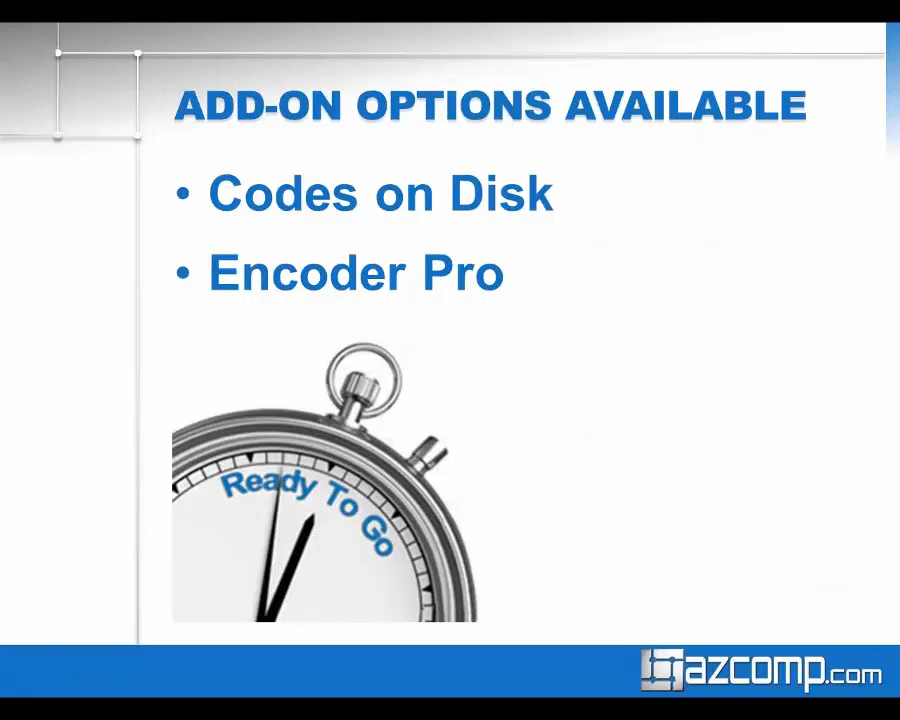 ADD-ON OPTIONS AVAILABLE
• Codes on Disk
• Encoder Pro
Ready To Go
azcomp.com